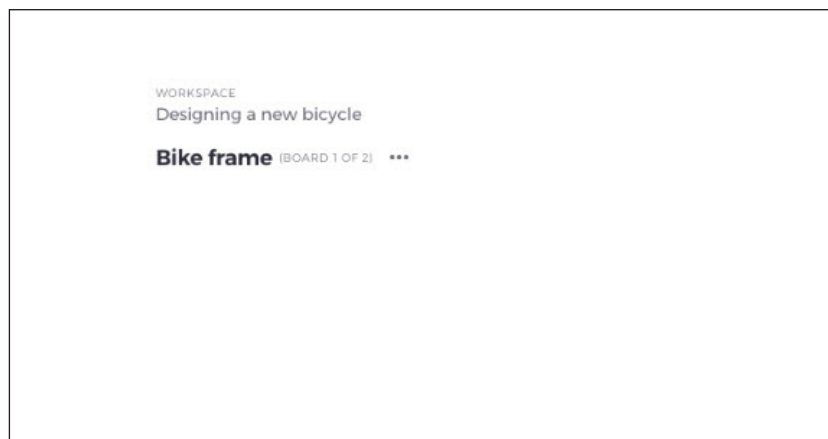 WORKSPACE
Designing a new bicycle
Bike frame (BOARD 1 OF 2) •••